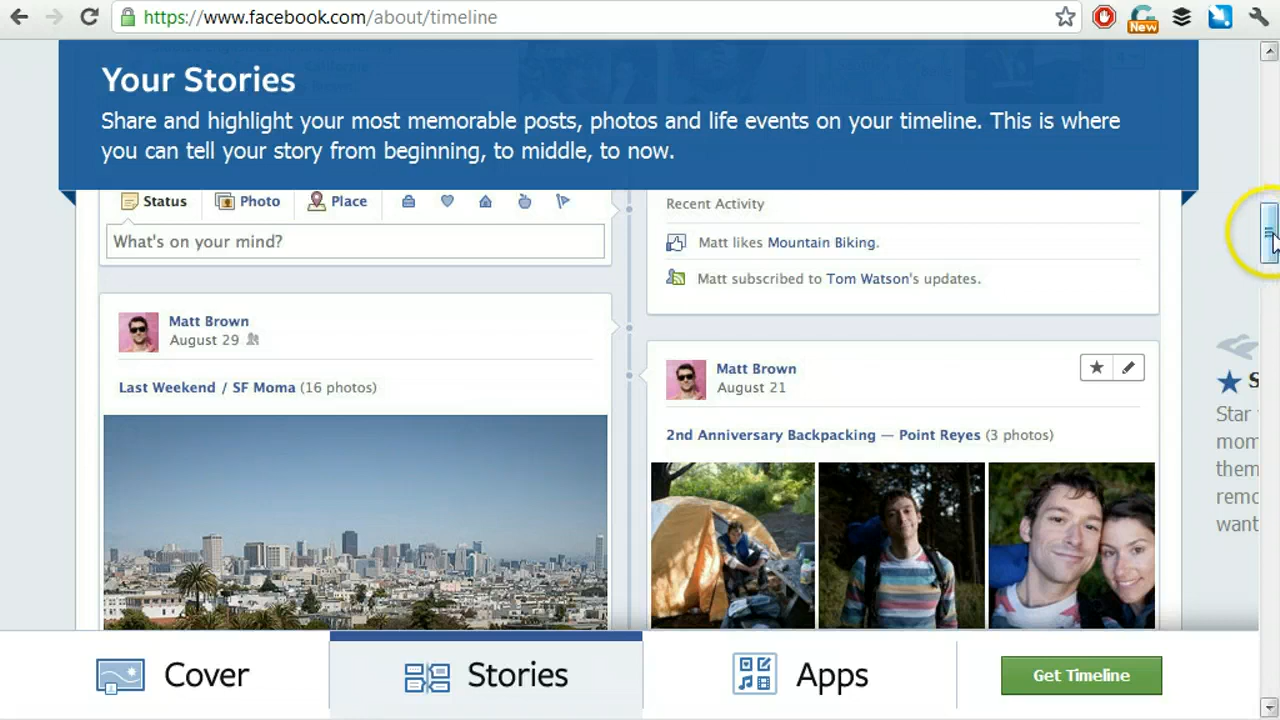 https://www.facebook.com/about/timeline
New
Your Stories
Share and highlight your most memorable posts, photos and life events on your timeline. This is where
you can tell your story from beginning, to middle, to now.
Status Photo Place
What's on your mind?
Matt Brown
August 29
Last Weekend / SF Moma (16 photos)
Recent Activity
Matt likes Mountain Biking.
Matt subscribed to Tom Watson's updates.
Matt Brown
August 21
2nd Anniversary Backpacking — Point Reyes (3 photos)
S
Star
mom
them
remo
want
Cover
Stories
Apps
Get Timeline